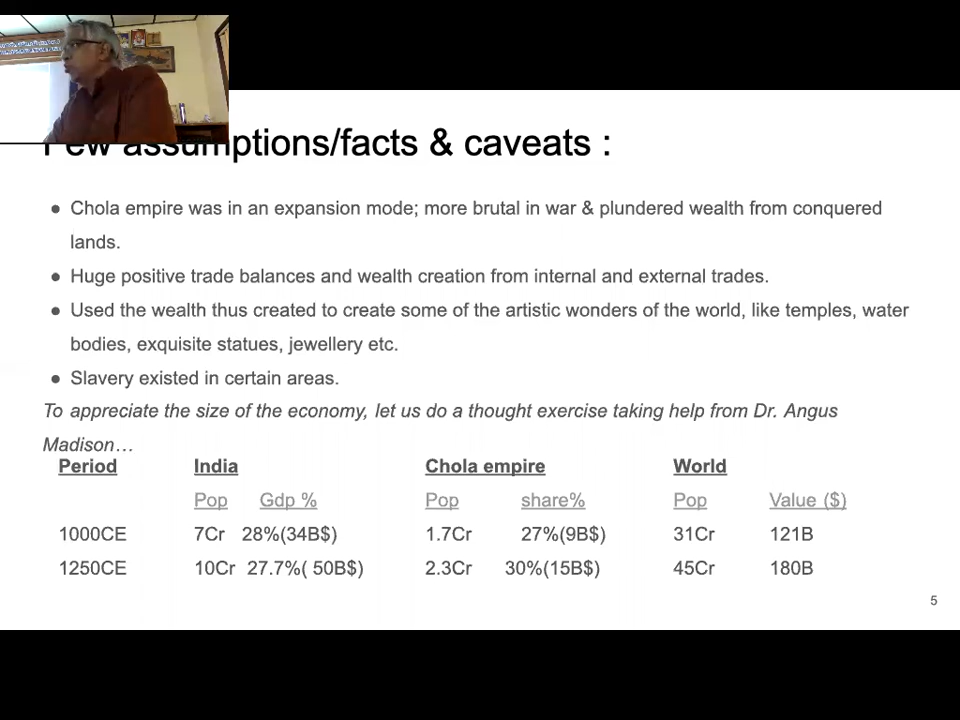 Few assumptions/facts & caveats :
● Chola empire was in an expansion mode; more brutal in war & plundered wealth from conquered
lands.
● Huge positive trade balances and wealth creation from internal and external trades.
● Used the wealth thus created to create some of the artistic wonders of the world, like temples, water
bodies, exquisite statues, jewellery etc.
● Slavery existed in certain areas.
To appreciate the size of the economy, let us do a thought exercise taking help from Dr. Angus
Madison…
Period India Chola empire World
Pop Gdp % Pop share% Pop Value ($)
1000CE 7Cr 28%(34B$) 1.7Cr 27%(9B$) 31Cr 121B
1250CE 10Cr 27.7%( 50B$) 2.3Cr 30%(15B$) 45Cr 180B
5